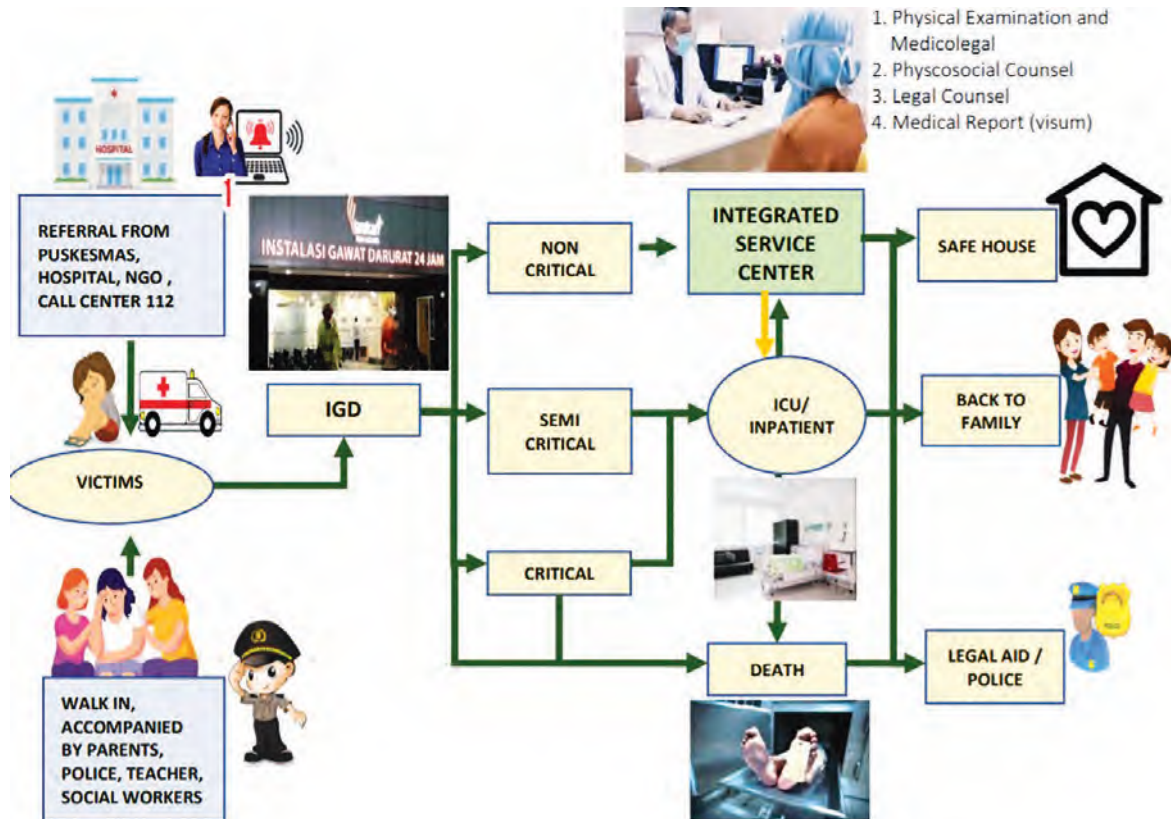 1. Physical Examination and
Medicolegal
2. Physcosocial Counsel
3. Legal Counsel
4. Medical Report (visum)
HOSPITAL
1
REFERRAL FROM
PUSKESMAS,
HOSPITAL, NGO ,
CALL CENTER 112
INSTALASI GAWAT DARURAT 24 JAM
NON
CRITICAL
INTEGRATED
SERVICE
CENTER
SAFE HOUSE
IGD
SEMI
CRITICAL
ICU/
INPATIENT
BACK TO
FAMILY
VICTIMS
CRITICAL
DEATH
LEGAL AID /
POLICE
WALK IN,
ACCOMPANIED
BY PARENTS,
POLICE, TEACHER,
SOCIAL WORKERS